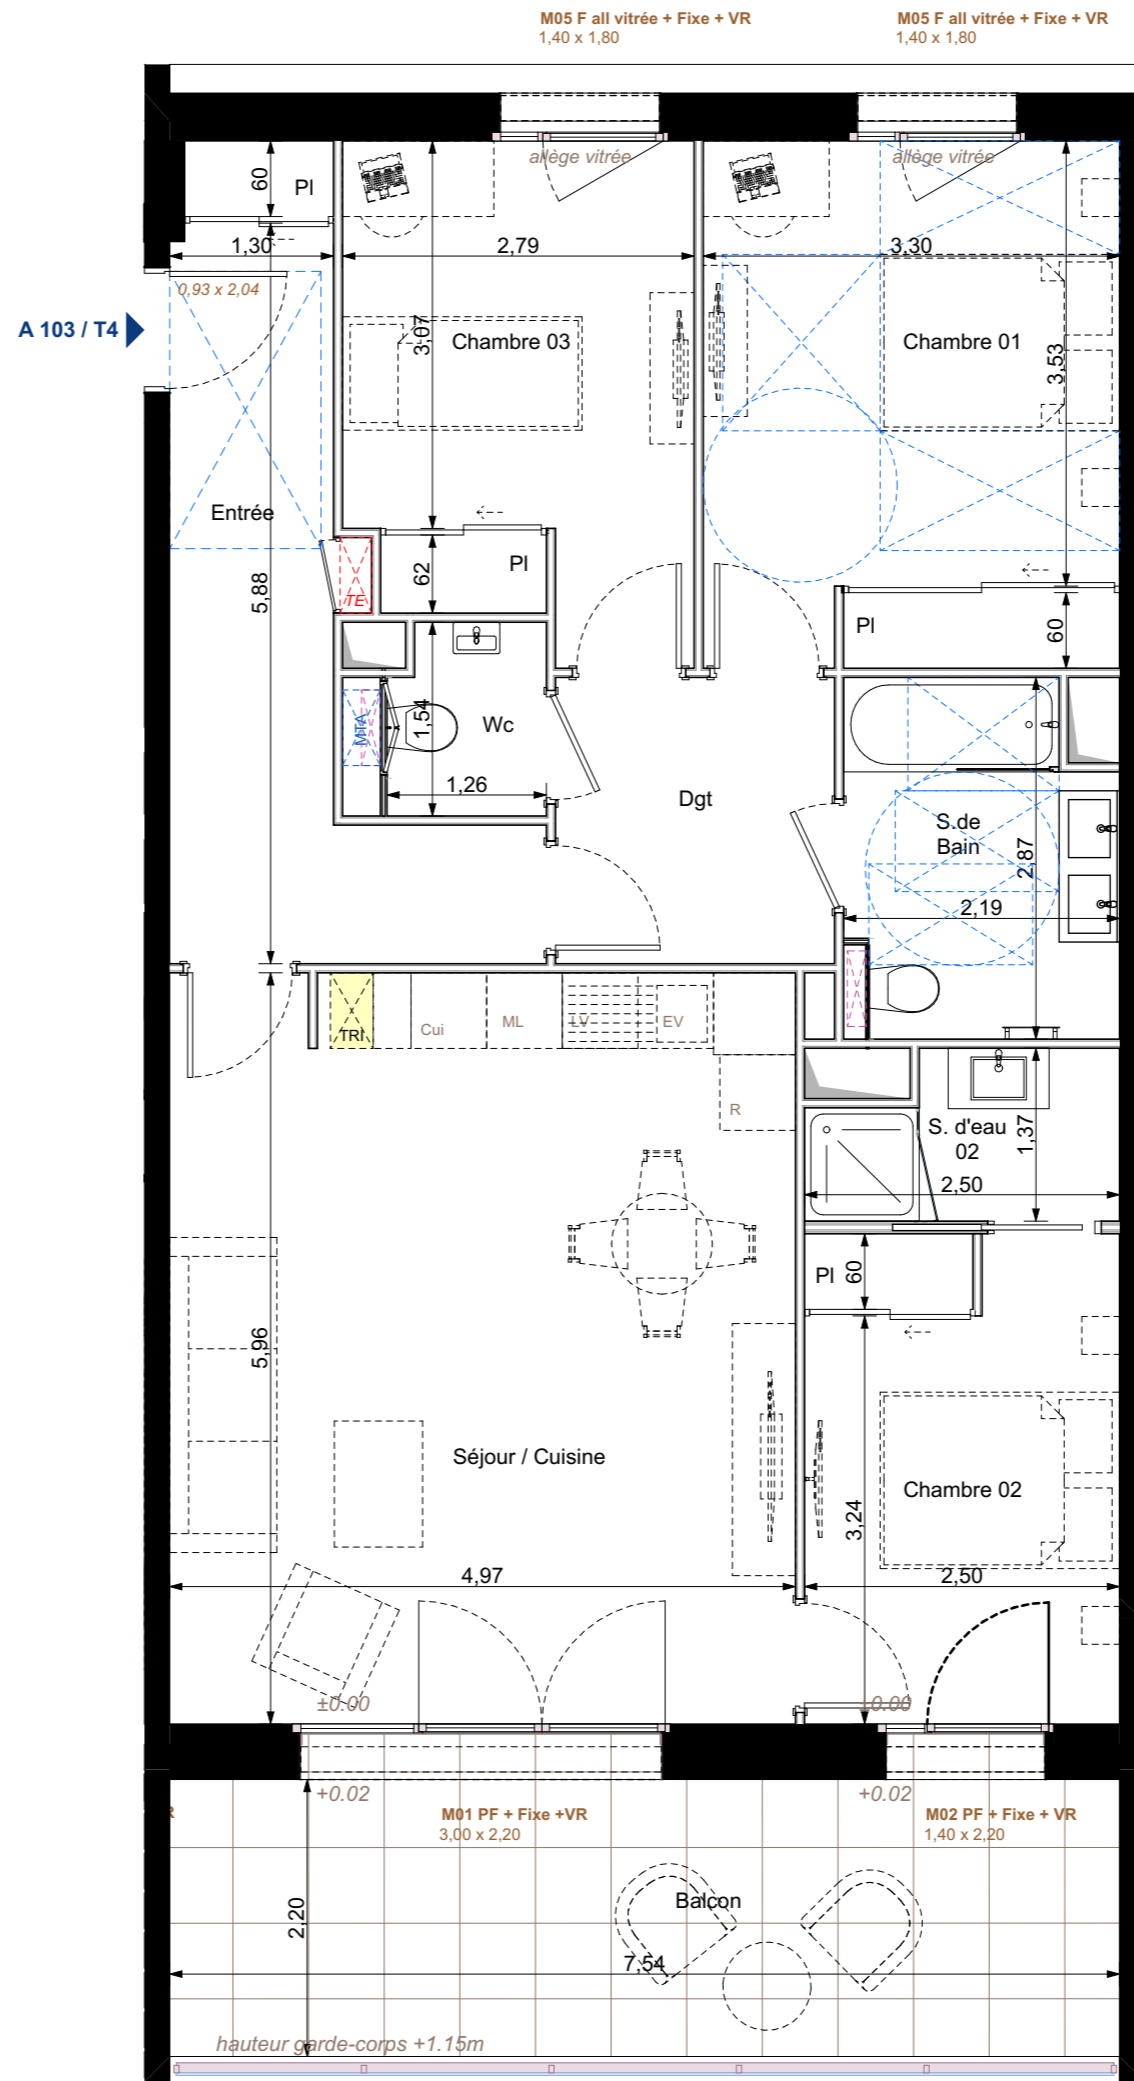 M05 F all vitrée + Fixe + VR
1,40 x 1,80
M05 F all vitrée + Fixe + VR
1,40 x 1,80
allège vitrée
allège vitrée
60
Pl
1,30
2,79
3,30
0,93 x 2,04
A 103 / T4
3,07
Chambre 03
Chambre 01
3,53
Entrée
5,88
62
Pl
TE
Pl
60
1,54
Wc
MTA
1,26
Dgt
S.de
Bain
2,87
2,19
TRI
Cui
ML
LV
EV
R
S. d'eau
02
1,37
2,50
Pl
60
5,96
Séjour / Cuisine
Chambre 02
3,24
4,97
2,50
±0.00
±0.00
+0.02
+0.02
R
M01 PF + Fixe +VR
3,00 x 2,20
M02 PF + Fixe + VR
1,40 x 2,20
2,20
Balcon
7,54
hauteur garde-corps +1.15m